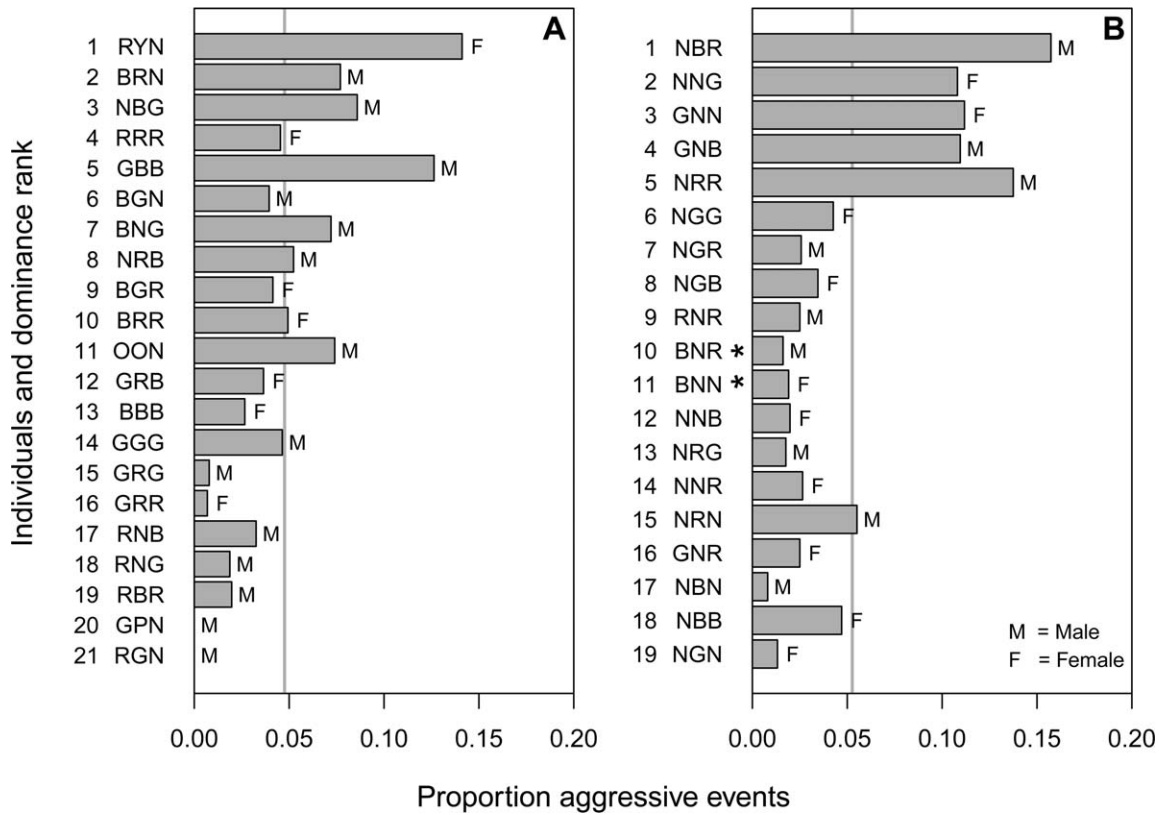 Individuals and dominance rank
A
1 RYN F
2 BRN M
3 NBG M
4 RRR F
5 GBB M
6 BGN M
7 BNG M
8 NRB M
9 BGR F
10 BRR F
11 OON M
12 GRB F
13 BBB F
14 GGG M
15 GRG M
16 GRR F
17 RNB M
18 RNG M
19 RBR M
20 GPN M
21 RGN M
0.00 0.05 0.10 0.15 0.20
B
1 NBR M
2 NNG F
3 GNN F
4 GNB M
5 NRR M
6 NGG F
7 NGR M
8 NGB F
9 RNR M
10 BNR * M
11 BNN * F
12 NNB F
13 NRG M
14 NNR F
15 NRN M
16 GNR F
17 NBN M
18 NBB F
19 NGN F
M = Male
F = Female
0.00 0.05 0.10 0.15 0.20
Proportion aggressive events